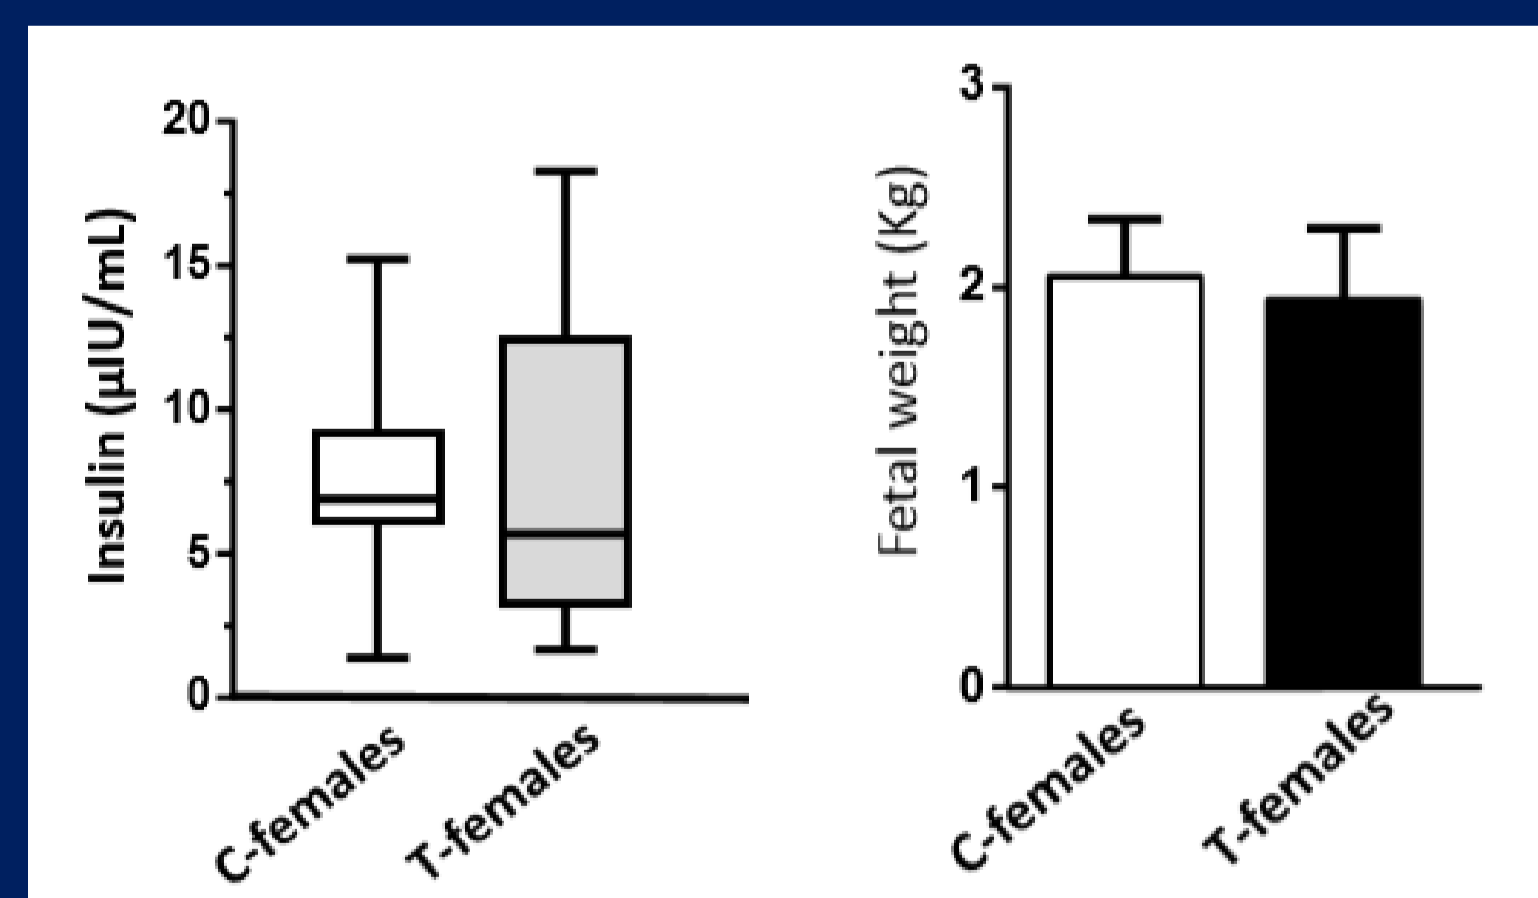 Insulin (µIU/mL)
20
15
10
5
0
C-females
T-females
Fetal weight (Kg)
3
2
1
0
C-females
T-females